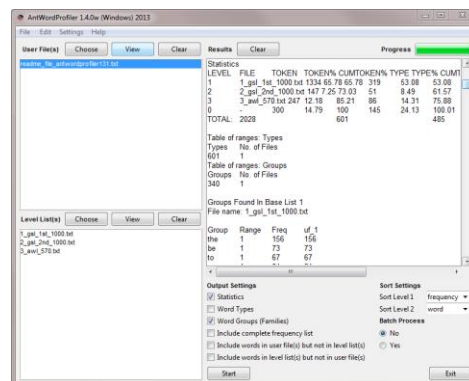 AntWordProfiler 1.4.0w (Windows) 2013
File Edit Settings Help
User File(s) Choose View Clear
readme_file_antwordprofiler131.txt
Level List(s) Choose View Clear
1_gsl_1st_1000.txt
2_gsl_2nd_1000.txt
3_awl_570.txt
Results Clear Progress
Statistics
LEVEL FILE TOKEN TOKEN% CUMTOKEN% TYPE TYPE% CUMT
1 1_gsl_1st_1000.txt 1334 65.78 65.78 319 53.08 53.08
2 2_gsl_2nd_1000.txt 147 7.25 73.03 51 8.49 61.57
3 3_awl_570.txt 247 12.18 85.21 86 14.31 75.88
0 - 300 14.79 100 145 24.13 100.01
TOTAL: 2028 601 485
Table of ranges: Types
Types No. of Files
601 1
Table of ranges: Groups
Groups No. of Files
340 1
Groups Found In Base List 1
File name: 1_gsl_1st_1000.txt
Group Range Freq uf_1
the 1 156 156
be 1 73 73
to 1 67 67
Output Settings
Statistics
Word Types
Word Groups (Families)
Include complete frequency list
Include words in user file(s) but not in level list(s)
Include words in level list(s) but not in user file(s)
Start
Sort Settings
Sort Level 1 frequency
Sort Level 2 word
Batch Process
No
Yes
Exit